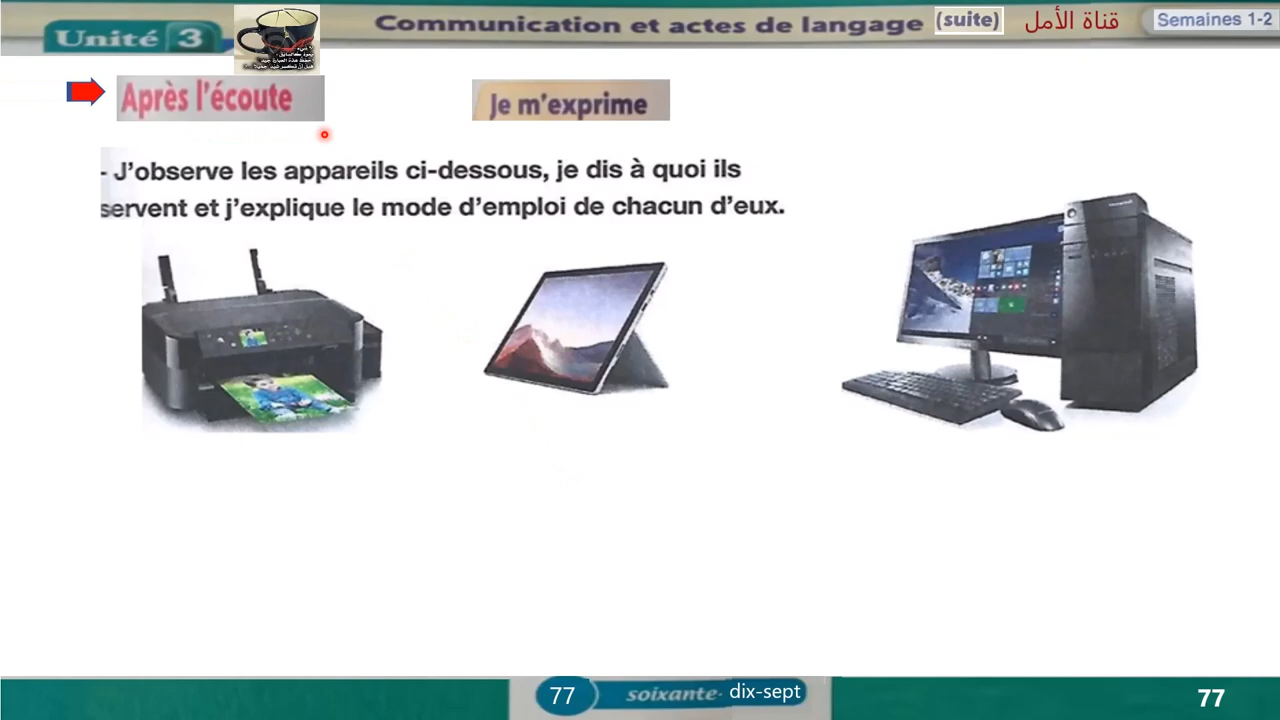 Unité 3
Communication et actes de langage (suite)
قناة الأمل
Semaines 1-2
Après l'écoute
Je m'exprime
- J'observe les appareils ci-dessous, je dis à quoi ils
servent et j'explique le mode d'emploi de chacun d'eux.
77 soixante- dix-sept
77